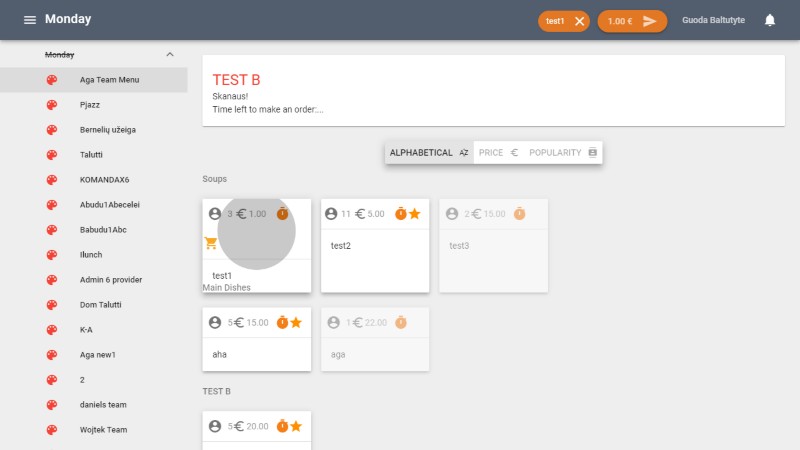 Monday
test1
1.00 €
Guoda Baltutyte
Monday
Aga Team Menu
Pjazz
Bernelių užeiga
Talutti
KOMANDAX6
Abudu1Abecelei
Babudu1Abc
Ilunch
Admin 6 provider
Dom Talutti
K-A
Aga new1
2
daniels team
Wojtek Team
TEST B
Skanaus!
Time left to make an order:...
ALPHABETICAL
PRICE €
POPULARITY
Soups
3 € 1.00
test1
11 € 5.00
test2
2 € 15.00
test3
Main Dishes
5 € 15.00
aha
1 € 22.00
aga
TEST B
5 € 20.00